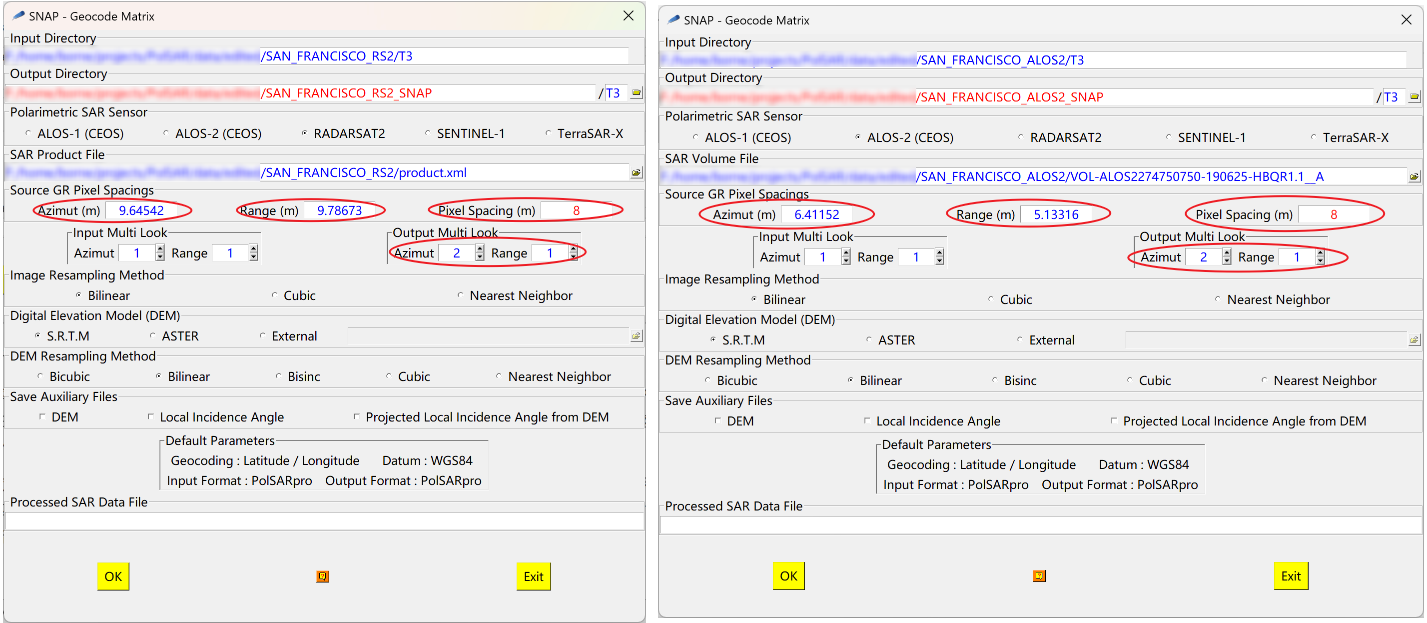 SNAP - Geocode Matrix
Input Directory
/SAN_FRANCISCO_RS2/T3
Output Directory
/SAN_FRANCISCO_RS2_SNAP / T3
Polarimetric SAR Sensor
ALOS-1 (CEOS) ALOS-2 (CEOS) RADARSAT2 SENTINEL-1 TerraSAR-X
SAR Product File
/SAN_FRANCISCO_RS2/product.xml
Source GR Pixel Spacings
Azimut (m) 9.64542 Range (m) 9.78673 Pixel Spacing (m) 8
Input Multi Look Output Multi Look
Azimut 1 Range 1 Azimut 2 Range 1
Image Resampling Method
Bilinear Cubic Nearest Neighbor
Digital Elevation Model (DEM)
S.R.T.M ASTER External
DEM Resampling Method
Bicubic Bilinear Bisinc Cubic Nearest Neighbor
Save Auxiliary Files
DEM Local Incidence Angle Projected Local Incidence Angle from DEM
Default Parameters
Geocoding : Latitude / Longitude Datum : WGS84
Input Format : PolSARpro Output Format : PolSARpro
Processed SAR Data File
OK Exit
SNAP - Geocode Matrix
Input Directory
/SAN_FRANCISCO_ALOS2/T3
Output Directory
/SAN_FRANCISCO_ALOS2_SNAP / T3
Polarimetric SAR Sensor
ALOS-1 (CEOS) ALOS-2 (CEOS) RADARSAT2 SENTINEL-1 TerraSAR-X
SAR Volume File
/SAN_FRANCISCO_ALOS2/VOL-ALOS2274750750-190625-HBQR1.1__A
Source GR Pixel Spacings
Azimut (m) 6.41152 Range (m) 5.13316 Pixel Spacing (m) 8
Input Multi Look Output Multi Look
Azimut 1 Range 1 Azimut 2 Range 1
Image Resampling Method
Bilinear Cubic Nearest Neighbor
Digital Elevation Model (DEM)
S.R.T.M ASTER External
DEM Resampling Method
Bicubic Bilinear Bisinc Cubic Nearest Neighbor
Save Auxiliary Files
DEM Local Incidence Angle Projected Local Incidence Angle from DEM
Default Parameters
Geocoding : Latitude / Longitude Datum : WGS84
Input Format : PolSARpro Output Format : PolSARpro
Processed SAR Data File
OK Exit